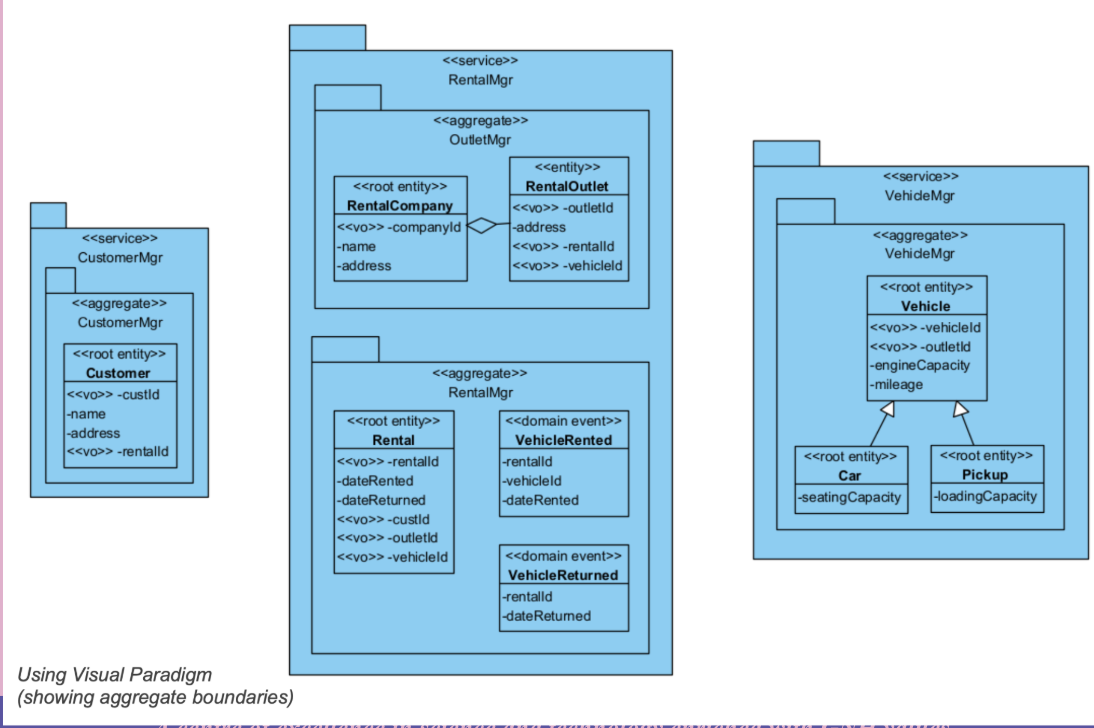 <<service>>
CustomerMgr
<<aggregate>>
CustomerMgr
<<root entity>>
Customer
<<vo>> -custId
-name
-address
<<vo>> -rentalId
<<service>>
RentalMgr
<<aggregate>>
OutletMgr
<<root entity>>
RentalCompany
<<vo>> -companyId
-name
-address
<<entity>>
RentalOutlet
<<vo>> -outletId
-address
<<vo>> -rentalId
<<vo>> -vehicleId
<<aggregate>>
RentalMgr
<<root entity>>
Rental
<<vo>> -rentalId
-dateRented
-dateReturned
<<vo>> -custId
<<vo>> -outletId
<<vo>> -vehicleId
<<domain event>>
VehicleRented
-rentalId
-vehicleId
-dateRented
<<domain event>>
VehicleReturned
-rentalId
-dateReturned
<<service>>
VehicleMgr
<<aggregate>>
VehicleMgr
<<root entity>>
Vehicle
<<vo>> -vehicleId
<<vo>> -outletId
-engineCapacity
-mileage
<<root entity>>
Car
-seatingCapacity
<<root entity>>
Pickup
-loadingCapacity
Using Visual Paradigm
(showing aggregate boundaries)